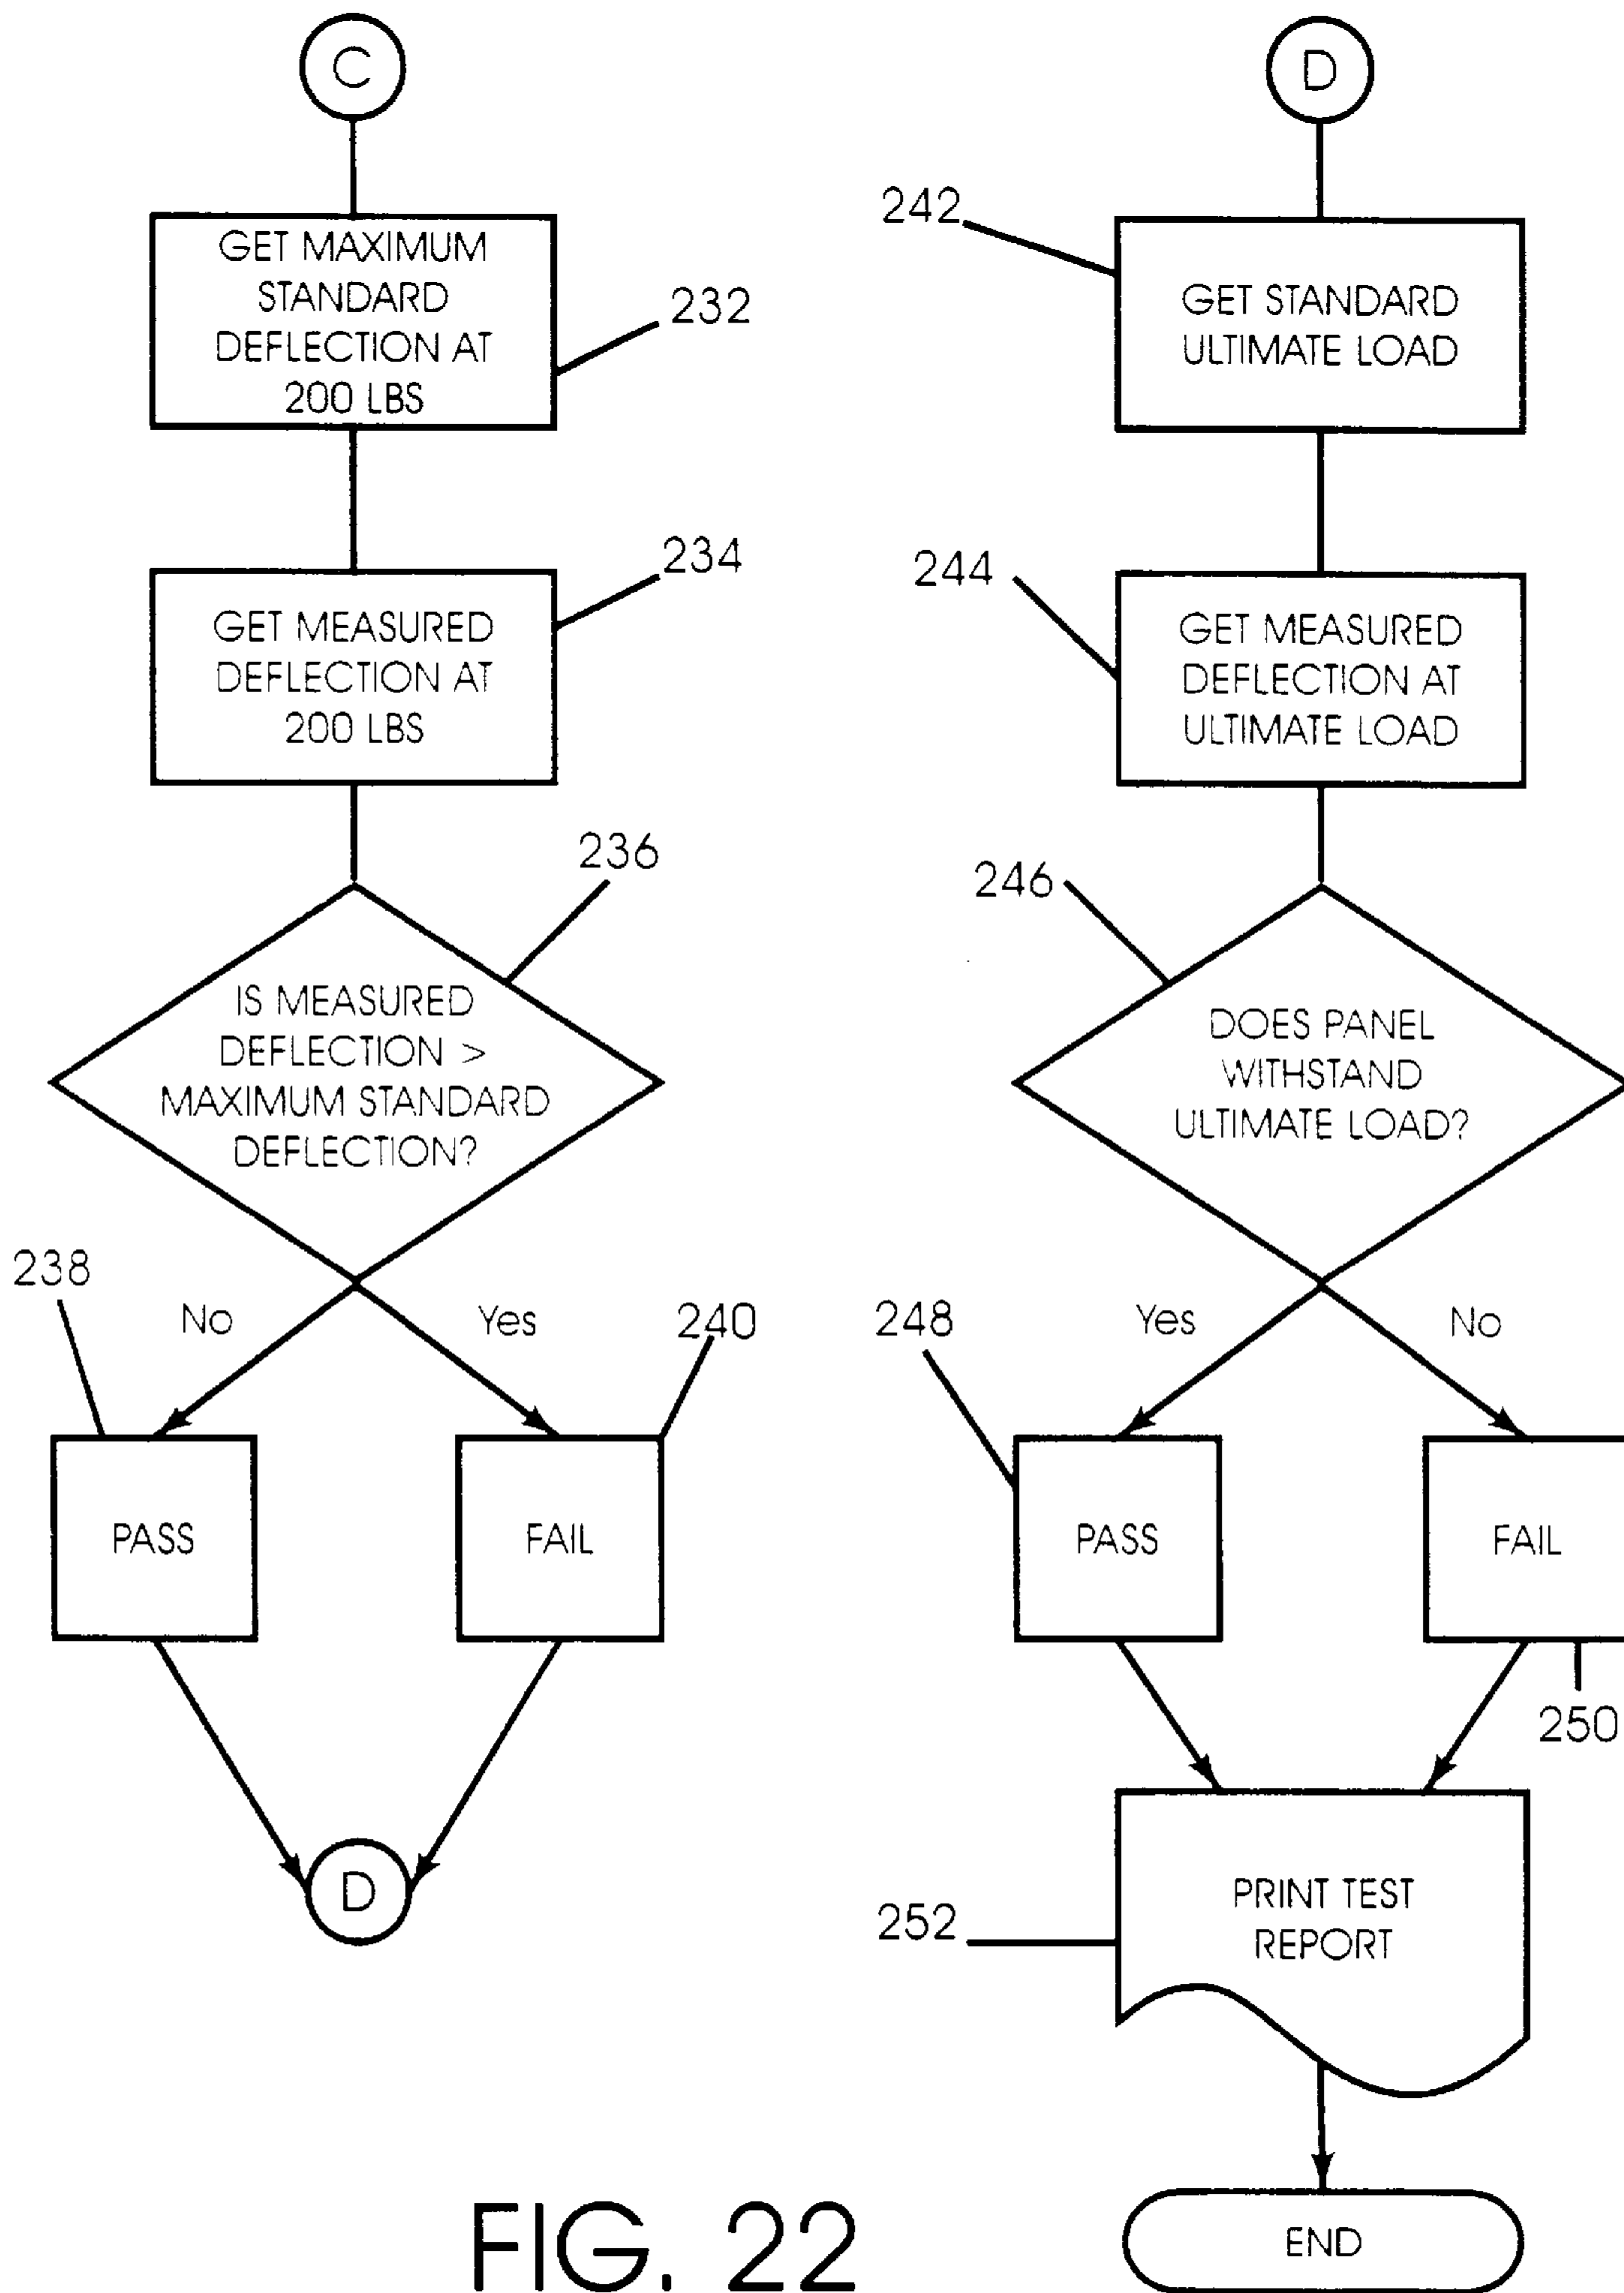 C
GET MAXIMUM
STANDARD
DEFLECTION AT
200 LBS
232
GET MEASURED
DEFLECTION AT
200 LBS
234
236
IS MEASURED
DEFLECTION >
MAXIMUM STANDARD
DEFLECTION?
238
No
Yes
240
PASS
FAIL
D
D
242
GET STANDARD
ULTIMATE LOAD
244
GET MEASURED
DEFLECTION AT
ULTIMATE LOAD
246
DOES PANEL
WITHSTAND
ULTIMATE LOAD?
248
Yes
No
PASS
FAIL
250
252
PRINT TEST
REPORT
END
FIG. 22